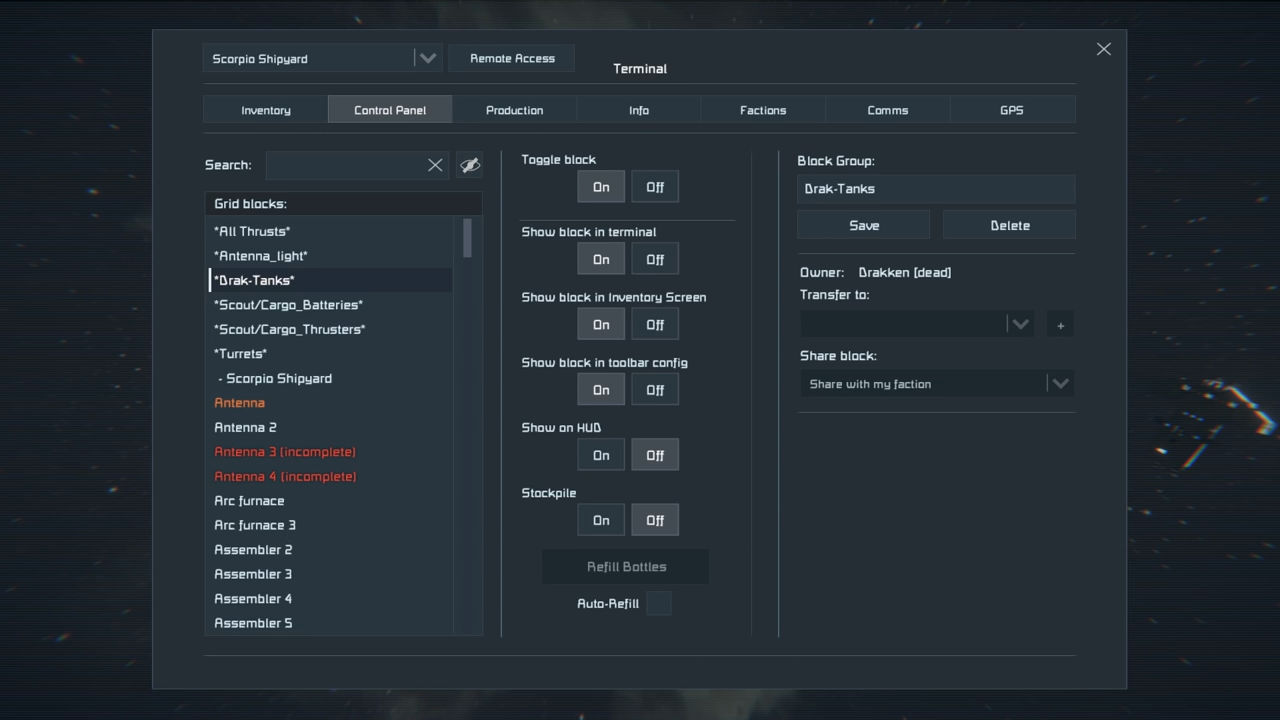 Scorpio Shipyard
Remote Access
Terminal
Inventory
Control Panel
Production
Info
Factions
Comms
GPS
Search:
Grid blocks:
*All Thrusts*
*Antenna_light*
*Drak-Tanks*
*Scout/Cargo_Batteries*
*Scout/Cargo_Thrusters*
*Turrets*
- Scorpio Shipyard
Antenna
Antenna 2
Antenna 3 (incomplete)
Antenna 4 (incomplete)
Arc furnace
Arc furnace 3
Assembler 2
Assembler 3
Assembler 4
Assembler 5
Toggle block
On Off
Show block in terminal
On Off
Show block in Inventory Screen
On Off
Show block in toolbar config
On Off
Show on HUD
On Off
Stockpile
On Off
Refill Bottles
Auto-Refill
Block Group:
Drak-Tanks
Save Delete
Owner: Drakken [dead]
Transfer to:
+
Share block:
Share with my faction